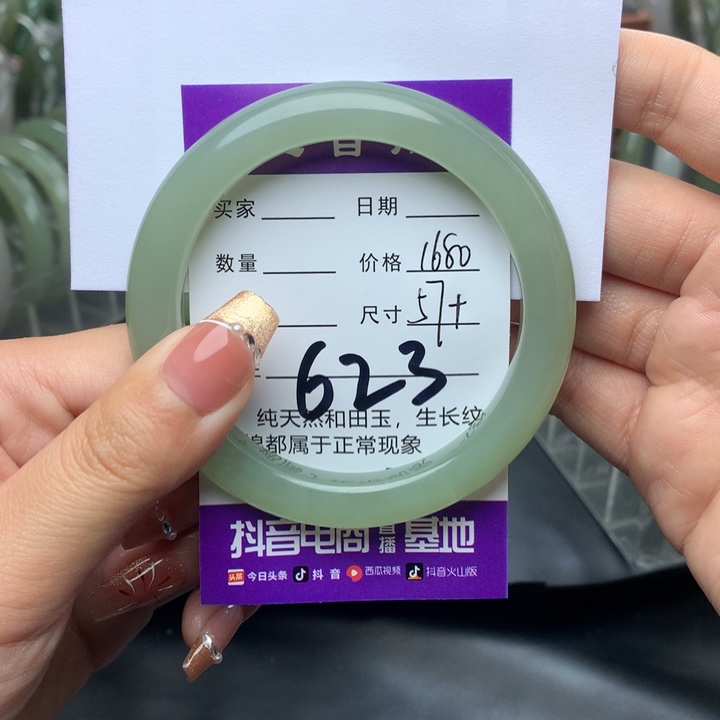 买家 日期
数量 价格 1680
尺寸 57+
623
纯天然和田玉，生长纹
都属于正常现象
抖音电商直播基地
头条 今日头条 抖音 西瓜视频 抖音火山版